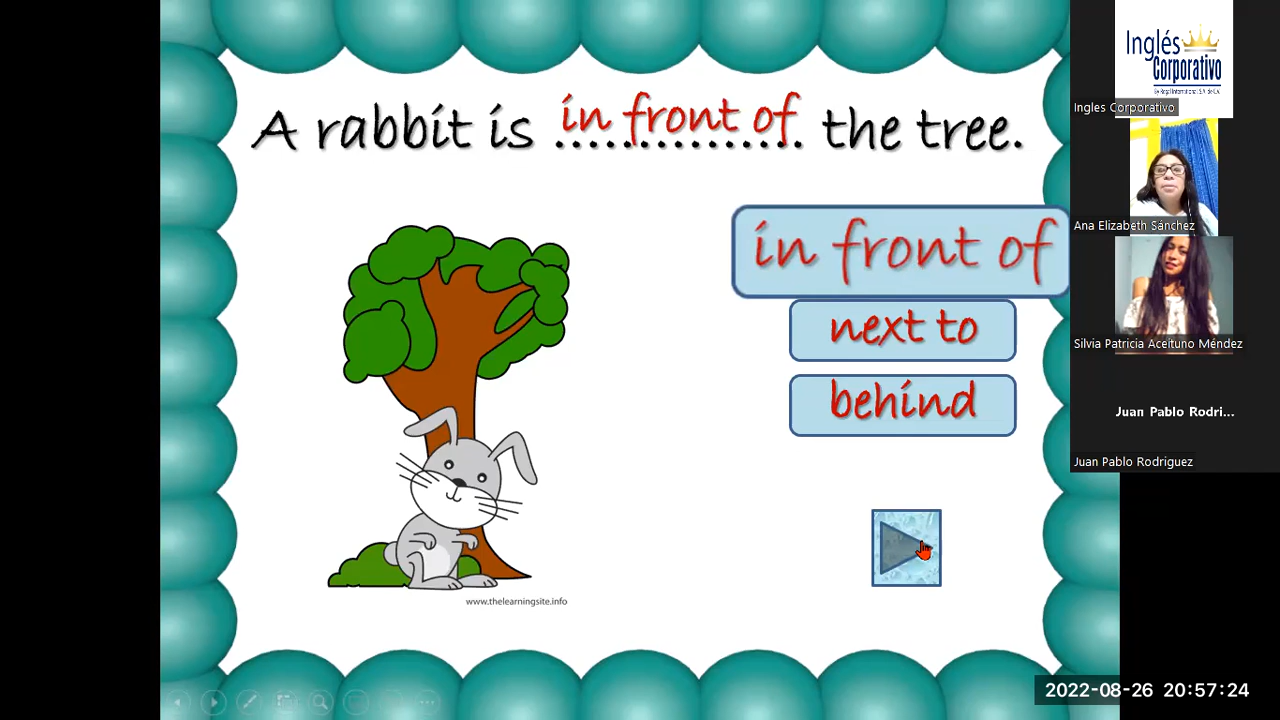 A rabbit is in front of the tree.
in front of
next to
behind
www.thelearningsite.info
Inglés
Corporativo
Ingles Corporativo
Ana Elizabeth Sánchez
Silvia Patricia Aceituno Méndez
Juan Pablo Rodri...
Juan Pablo Rodriguez
2022-08-26 20:57:24